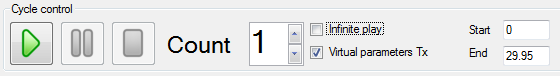 Cycle control
Count 1
Infinite play
Virtual parameters Tx
Start 0
End 29.95